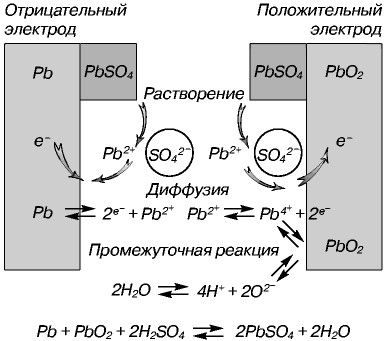 Отрицательный электрод
Положительный электрод
Pb
PbSO₄
PbSO₄
PbO₂
Растворение
e⁻
Pb²⁺
SO₄²⁻
Pb²⁺
SO₄²⁻
e⁻
Диффузия
Pb ⇄ 2e⁻ + Pb²⁺
Pb²⁺ ⇄ Pb⁴⁺ + 2e⁻
Промежуточная реакция
PbO₂
2H₂O ⇄ 4H⁺ + 2O²⁻
Pb + PbO₂ + 2H₂SO₄ ⇄ 2PbSO₄ + 2H₂O